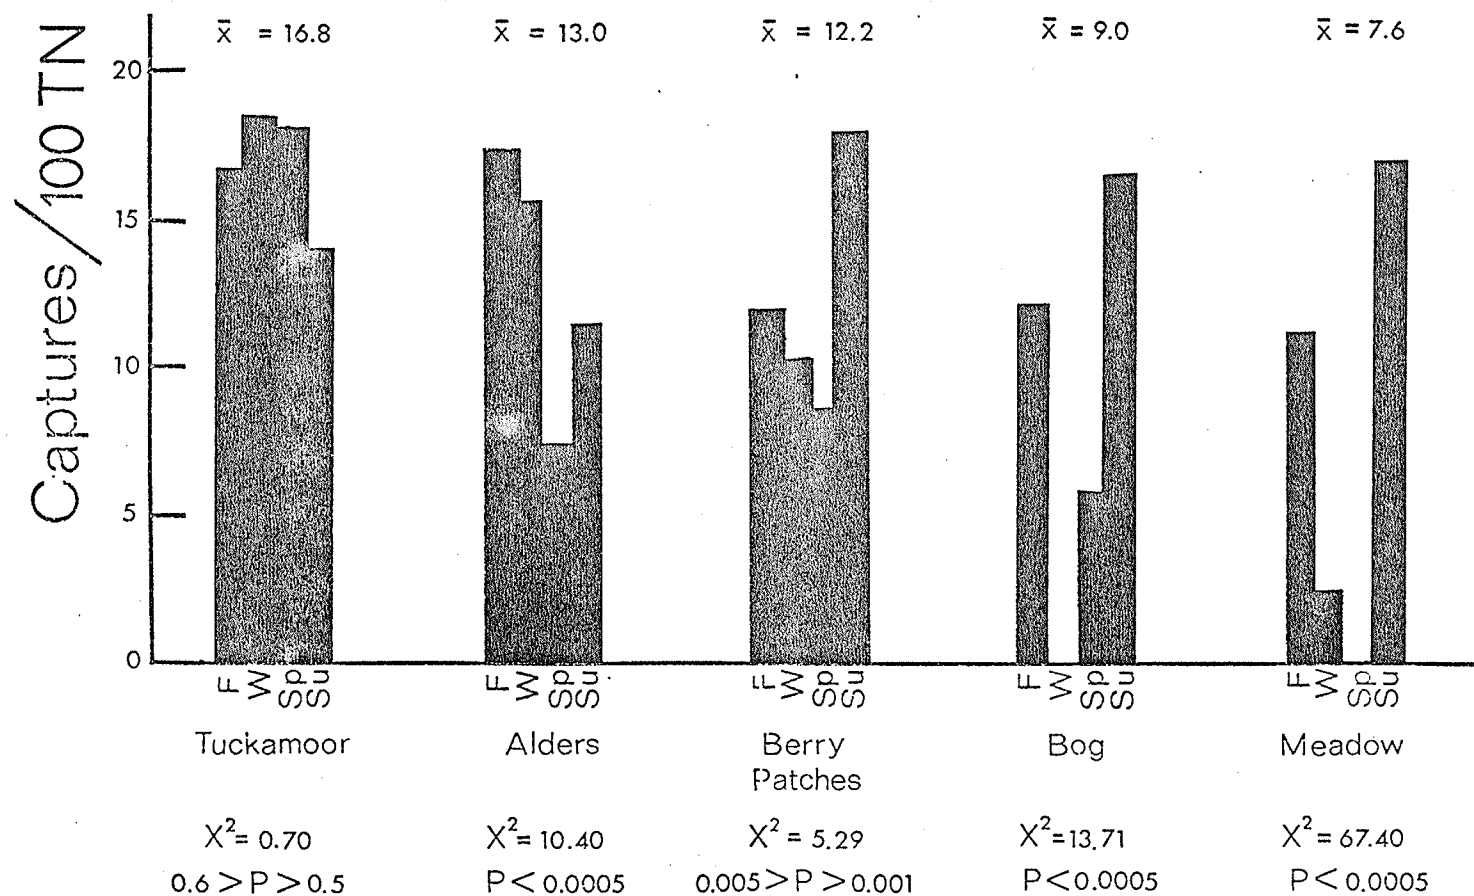 x̄ = 16.8
x̄ = 13.0
x̄ = 12.2
x̄ = 9.0
x̄ = 7.6
Captures/100 TN
20
15
10
5
0
F W Sp Su
F W Sp Su
F W Sp Su
F W Sp Su
F W Sp Su
Tuckamoor
Alders
Berry
Patches
Bog
Meadow
X²= 0.70
X²= 10.40
X² = 5.29
X²=13.71
X² = 67.40
0.6 > P > 0.5
P < 0.0005
0.005 > P > 0.001
P < 0.0005
P < 0.0005